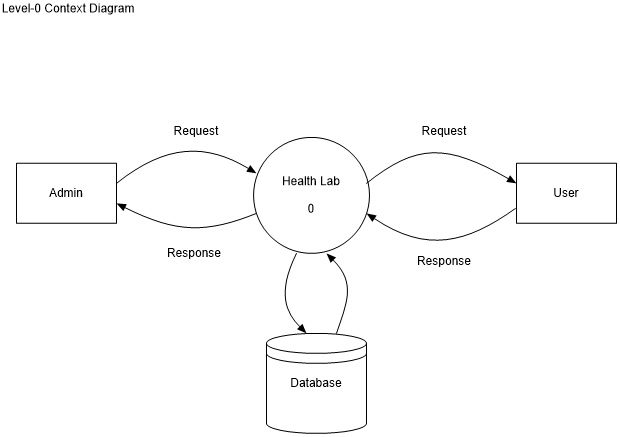 Level-0 Context Diagram
Request
Request
Health Lab
0
Admin
User
Response
Response
Database